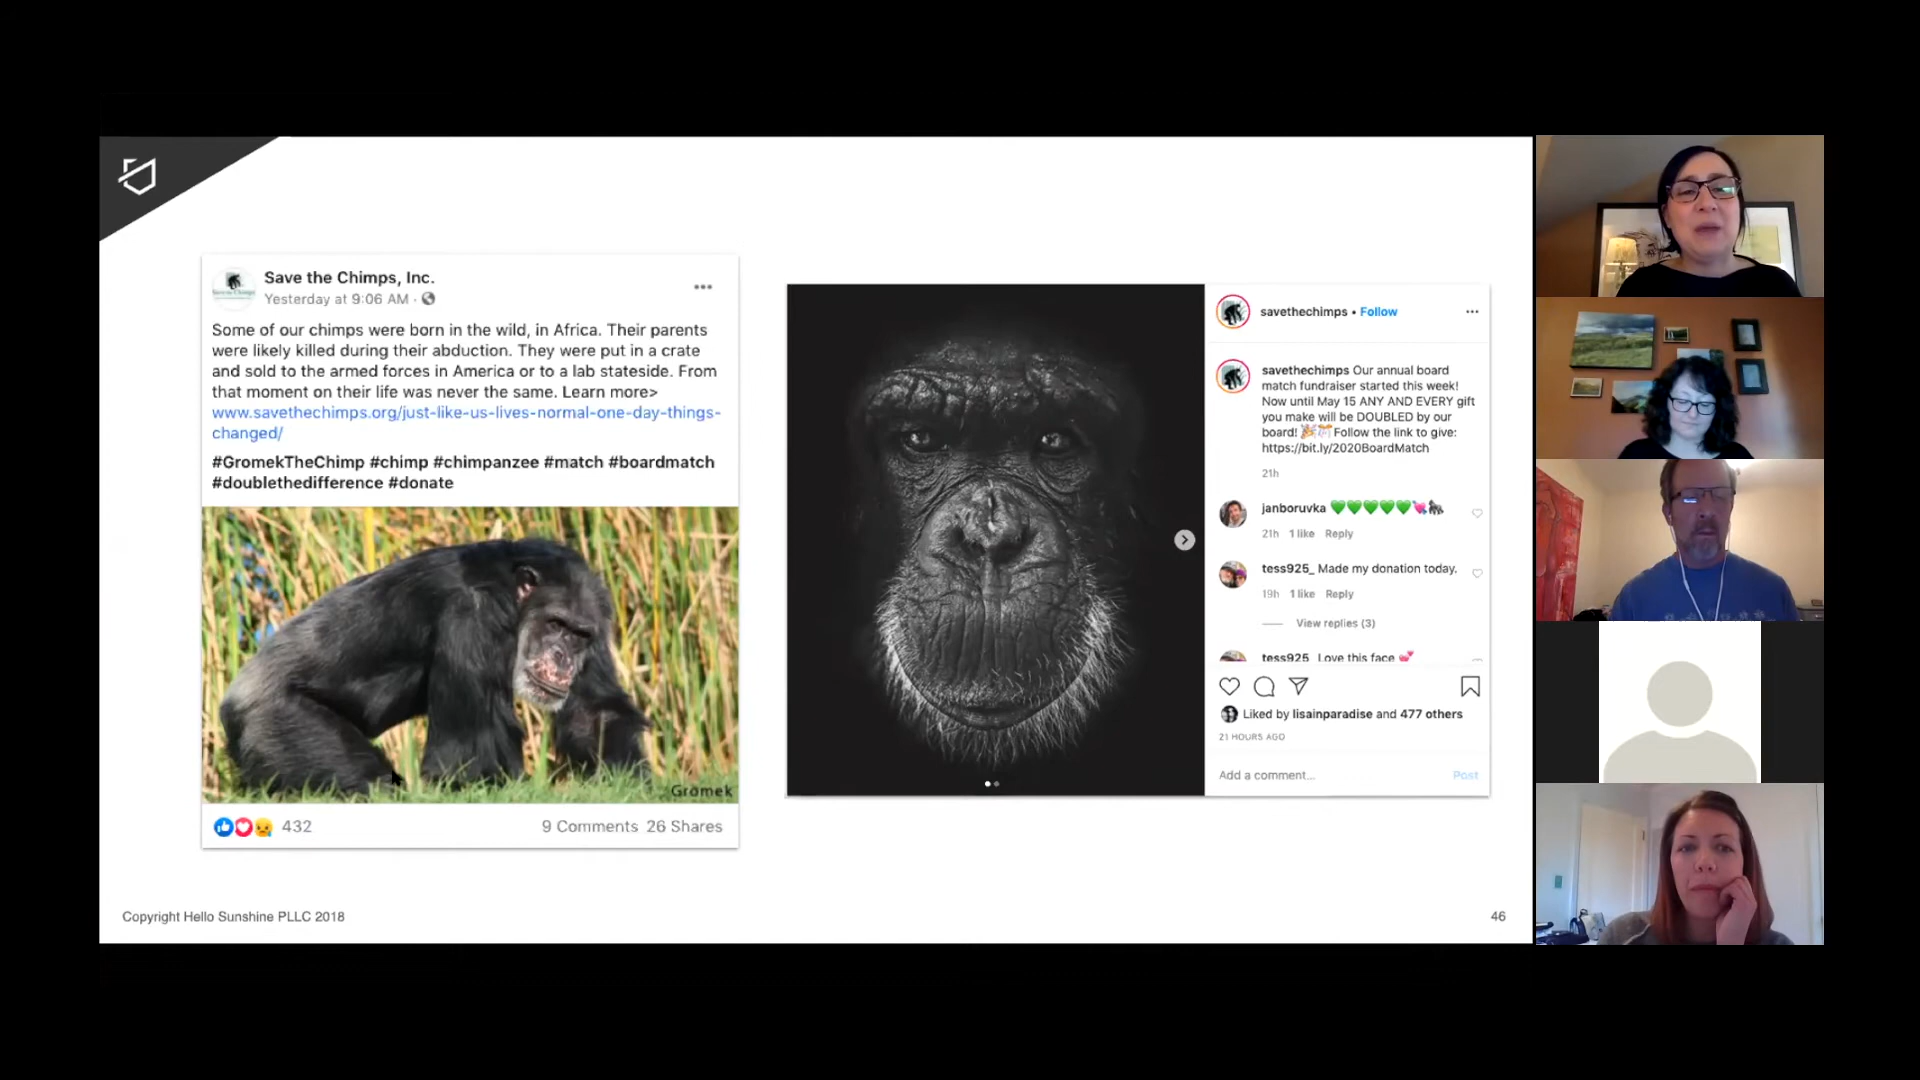 Save the Chimps, Inc.
Yesterday at 9:06 AM ·
Some of our chimps were born in the wild, in Africa. Their parents
were likely killed during their abduction. They were put in a crate
and sold to the armed forces in America or to a lab stateside. From
that moment on their life was never the same. Learn more>
www.savethechimps.org/just-like-us-lives-normal-one-day-things-
changed/
#GromekTheChimp #chimp #chimpanzee #match #boardmatch
#doublethedifference #donate
Gromek
432
9 Comments 26 Shares
savethechimps • Follow
savethechimps Our annual board
match fundraiser started this week!
Now until May 15 ANY AND EVERY gift
you make will be DOUBLED by our
board! 🎉🎊 Follow the link to give:
https://bit.ly/2020BoardMatch
21h
janboruvka 💚💚💚💚💚💘🦍
21h 1 like Reply
tess925_ Made my donation today.
19h 1 like Reply
View replies (3)
tess925_ Love this face 💕
Liked by lisainparadise and 477 others
21 HOURS AGO
Add a comment...
Post
Copyright Hello Sunshine PLLC 2018
46